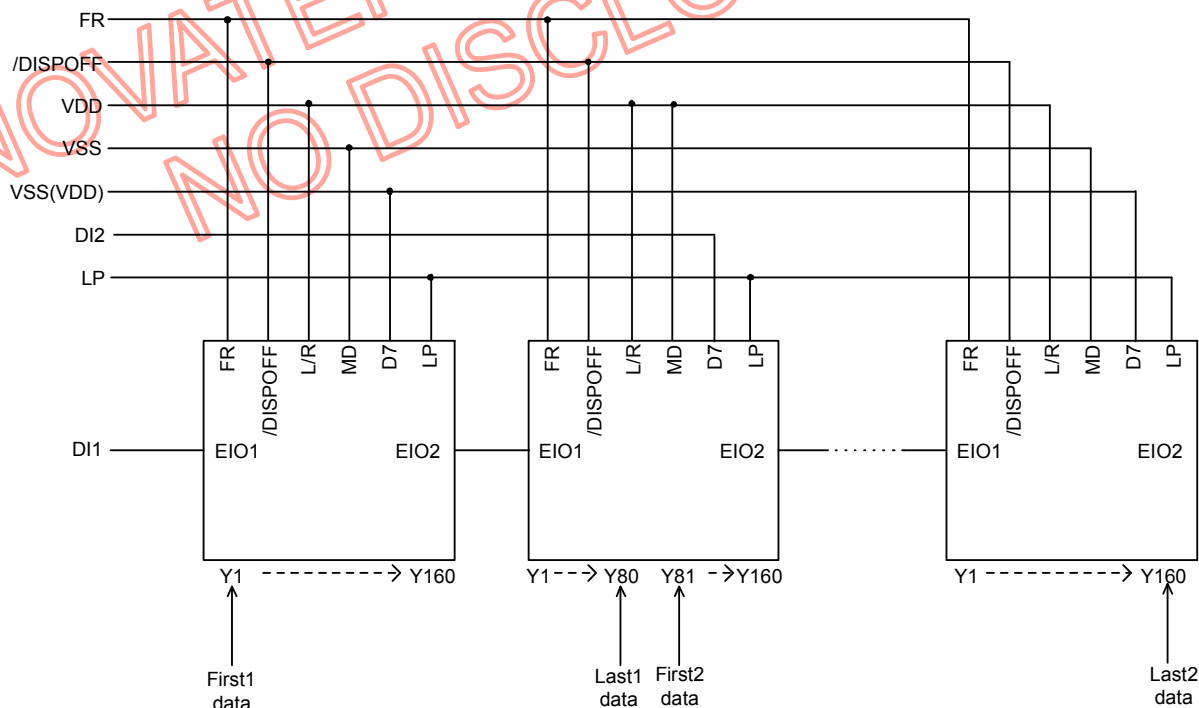 FR
/DISPOFF
VDD
VSS
VSS(VDD)
DI2
LP
FR /DISPOFF L/R MD D7 LP
FR /DISPOFF L/R MD D7 LP
FR /DISPOFF L/R MD D7 LP
DI1
EIO1 EIO2
EIO1 EIO2
EIO1 EIO2
Y1 Y160
Y1 Y80 Y81 Y160
Y1 Y160
First1
data
Last1
data
First2
data
Last2
data
NO